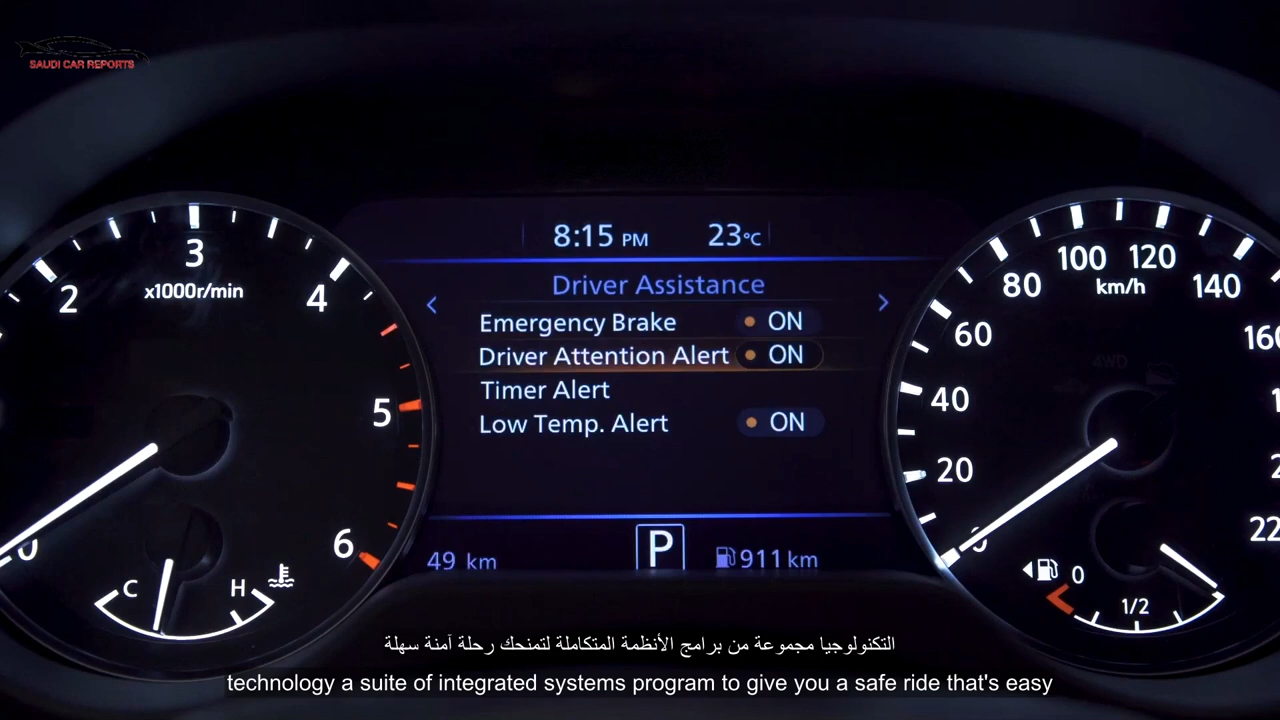 SAUDI CAR REPORTS
8:15 PM 23°C
Driver Assistance
Emergency Brake ON
Driver Attention Alert ON
Timer Alert
Low Temp. Alert ON
49 km P 911 km
0 2 3 4 5 6
x1000r/min
C H
0 20 40 60 80 100 120 140
km/h
4WD
0 1/2
التكنولوجيا مجموعة من برامج الأنظمة المتكاملة لتمنحك رحلة آمنة سهلة
technology a suite of integrated systems program to give you a safe ride that's easy